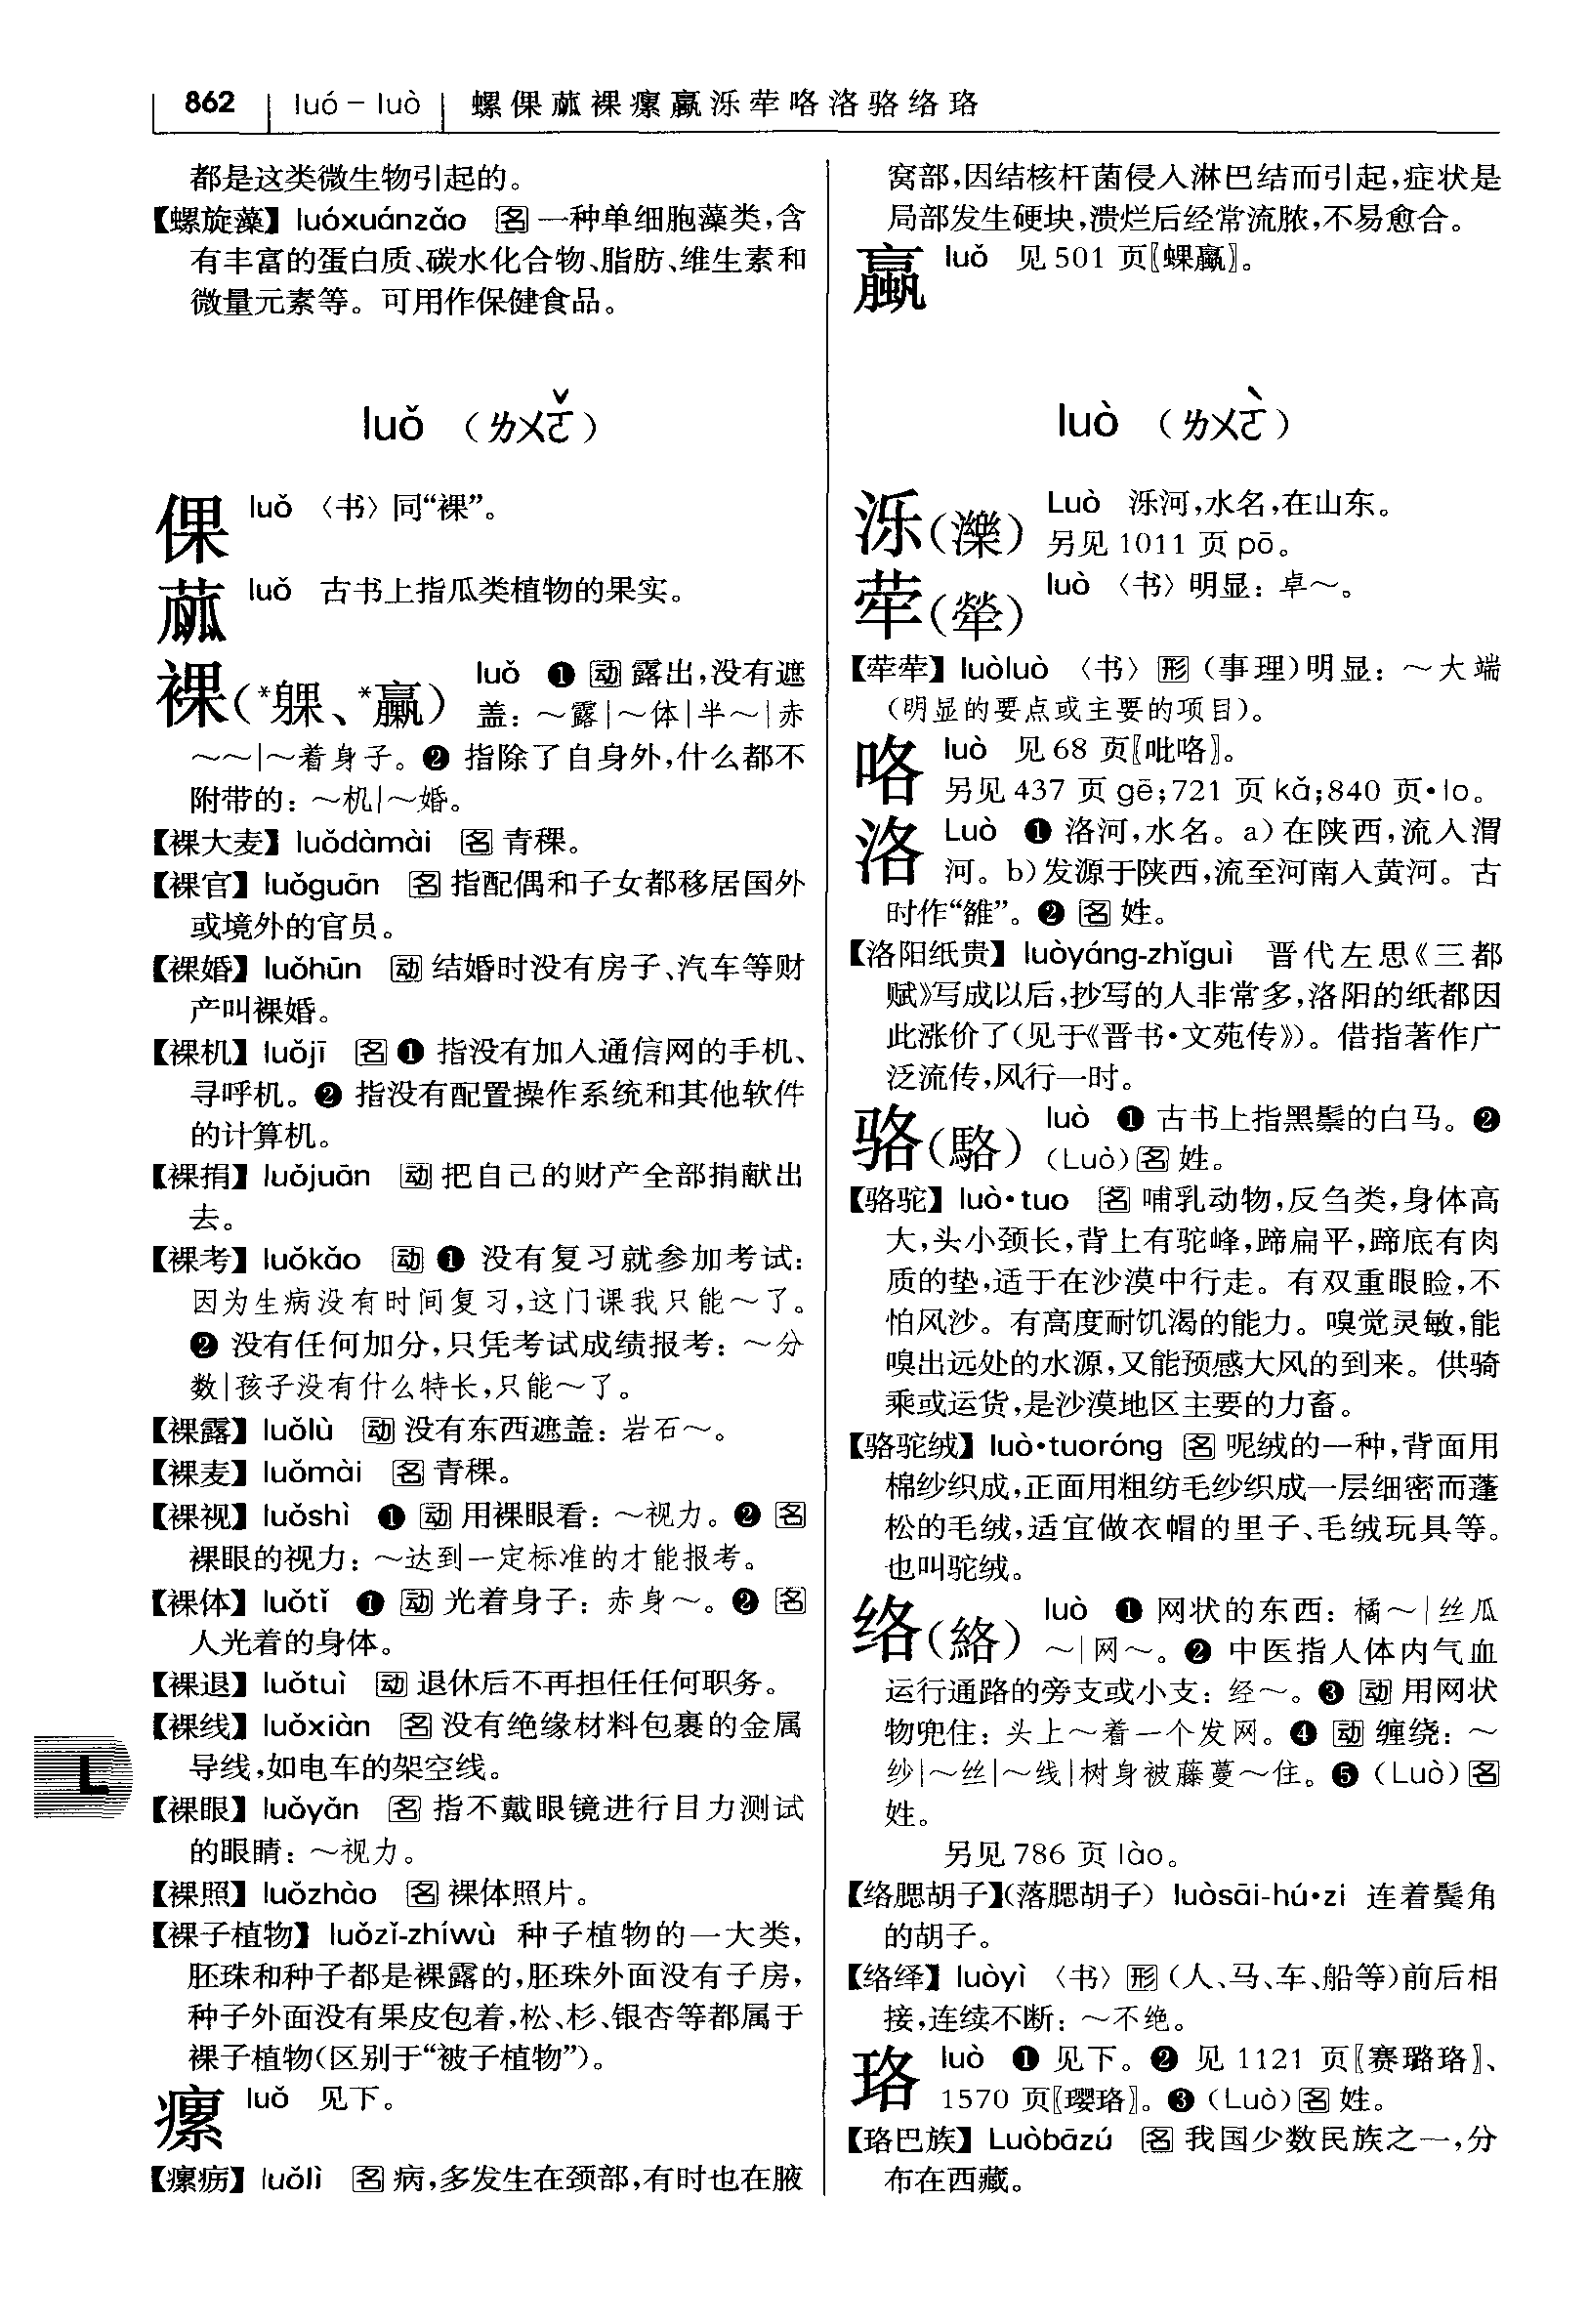 862 luó－luò 螺倮蓏裸瘰蠃泺荦咯洛骆络珞
都是这类微生物引起的。
【螺旋藻】luóxuánzǎo 名 一种单细胞藻类，含
有丰富的蛋白质、碳水化合物、脂肪、维生素和
微量元素等。可用作保健食品。
luǒ （ㄌㄨㄛˇ）
倮 luǒ 〈书〉同“裸”。
蓏 luǒ 古书上指瓜类植物的果实。
裸(*躶、*臝) luǒ ❶ 动 露出，没有遮
盖：～露|～体|半～|赤
～～|～着身子。❷ 指除了自身外，什么都不
附带的：～机|～婚。
【裸大麦】luǒdàmài 名 青稞。
【裸官】luǒguān 名 指配偶和子女都移居国外
或境外的官员。
【裸婚】luǒhūn 动 结婚时没有房子、汽车等财
产叫裸婚。
【裸机】luǒjī 名 ❶ 指没有加入通信网的手机、
寻呼机。❷ 指没有配置操作系统和其他软件
的计算机。
【裸捐】luǒjuān 动 把自己的财产全部捐献出
去。
【裸考】luǒkǎo 动 ❶ 没有复习就参加考试：
因为生病没有时间复习，这门课我只能～了。
❷ 没有任何加分，只凭考试成绩报考：～分
数|孩子没有什么特长，只能～了。
【裸露】luǒlù 动 没有东西遮盖：岩石～。
【裸麦】luǒmài 名 青稞。
【裸视】luǒshì ❶ 动 用裸眼看：～视力。❷ 名
裸眼的视力：～达到一定标准的才能报考。
【裸体】luǒtǐ ❶ 动 光着身子：赤身～。❷ 名
人光着的身体。
【裸退】luǒtuì 动 退休后不再担任任何职务。
【裸线】luǒxiàn 名 没有绝缘材料包裹的金属
导线，如电车的架空线。
【裸眼】luǒyǎn 名 指不戴眼镜进行目力测试
的眼睛：～视力。
【裸照】luǒzhào 名 裸体照片。
【裸子植物】luǒzǐ-zhíwù 种子植物的一大类，
胚珠和种子都是裸露的，胚珠外面没有子房，
种子外面没有果皮包着，松、杉、银杏等都属于
裸子植物(区别于“被子植物”)。
瘰 luǒ 见下。
【瘰疬】luǒlì 名 病，多发生在颈部，有时也在腋
L
窝部，因结核杆菌侵入淋巴结而引起，症状是
局部发生硬块，溃烂后经常流脓，不易愈合。
蠃 luǒ 见 501 页〖蜾蠃〗。
luò （ㄌㄨㄛˋ）
泺(濼) Luò 泺河，水名，在山东。
另见 1011 页 pō。
荦(犖) luò 〈书〉明显：卓～。
【荦荦】luòluò 〈书〉形 (事理)明显：～大端
(明显的要点或主要的项目)。
咯 luò 见 68 页〖吡咯〗。
另见 437 页 gē；721 页 kǎ；840 页·lo。
洛 Luò ❶ 洛河，水名。a) 在陕西，流入渭
河。b) 发源于陕西，流至河南入黄河。古
时作“雒”。❷ 名 姓。
【洛阳纸贵】luòyáng-zhǐguì 晋代左思《三都
赋》写成以后，抄写的人非常多，洛阳的纸都因
此涨价了(见于《晋书·文苑传》)。借指著作广
泛流传，风行一时。
骆(駱) luò ❶ 古书上指黑鬃的白马。❷
(Luò) 名 姓。
【骆驼】luò·tuo 名 哺乳动物，反刍类，身体高
大，头小颈长，背上有驼峰，蹄扁平，蹄底有肉
质的垫，适于在沙漠中行走。有双重眼睑，不
怕风沙。有高度耐饥渴的能力。嗅觉灵敏，能
嗅出远处的水源，又能预感大风的到来。供骑
乘或运货，是沙漠地区主要的力畜。
【骆驼绒】luò·tuoróng 名 呢绒的一种，背面用
棉纱织成，正面用粗纺毛纱织成一层细密而蓬
松的毛绒，适宜做衣帽的里子、毛绒玩具等。
也叫驼绒。
络(絡) luò ❶ 网状的东西：橘～|丝瓜
～|网～。❷ 中医指人体内气血
运行通路的旁支或小支：经～。❸ 动 用网状
物兜住：头上～着一个发网。❹ 动 缠绕：～
纱|～丝|～线|树身被藤蔓～住。❺ (Luò) 名
姓。
另见 786 页 lào。
【络腮胡子】(落腮胡子) luòsāi-hú·zi 连着鬓角
的胡子。
【络绎】luòyì 〈书〉形 (人、马、车、船等)前后相
接，连续不断：～不绝。
珞 luò ❶ 见下。❷ 见 1121 页〖赛璐珞〗、
1570 页〖璎珞〗。❸ (Luò) 名 姓。
【珞巴族】Luòbāzú 名 我国少数民族之一，分
布在西藏。